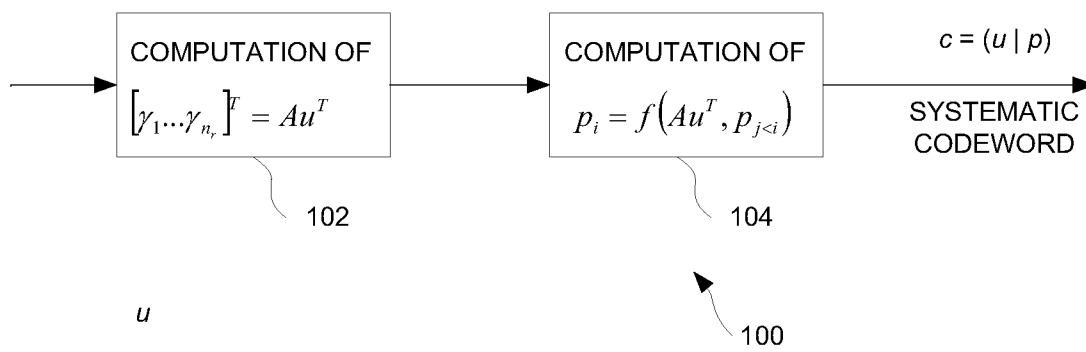 COMPUTATION OF
[γ₁...γₙᵣ]ᵀ = Auᵀ
102
COMPUTATION OF
pᵢ = f(Auᵀ, pⱼ<ᵢ)
104
c = (u | p)
SYSTEMATIC
CODEWORD
u
100